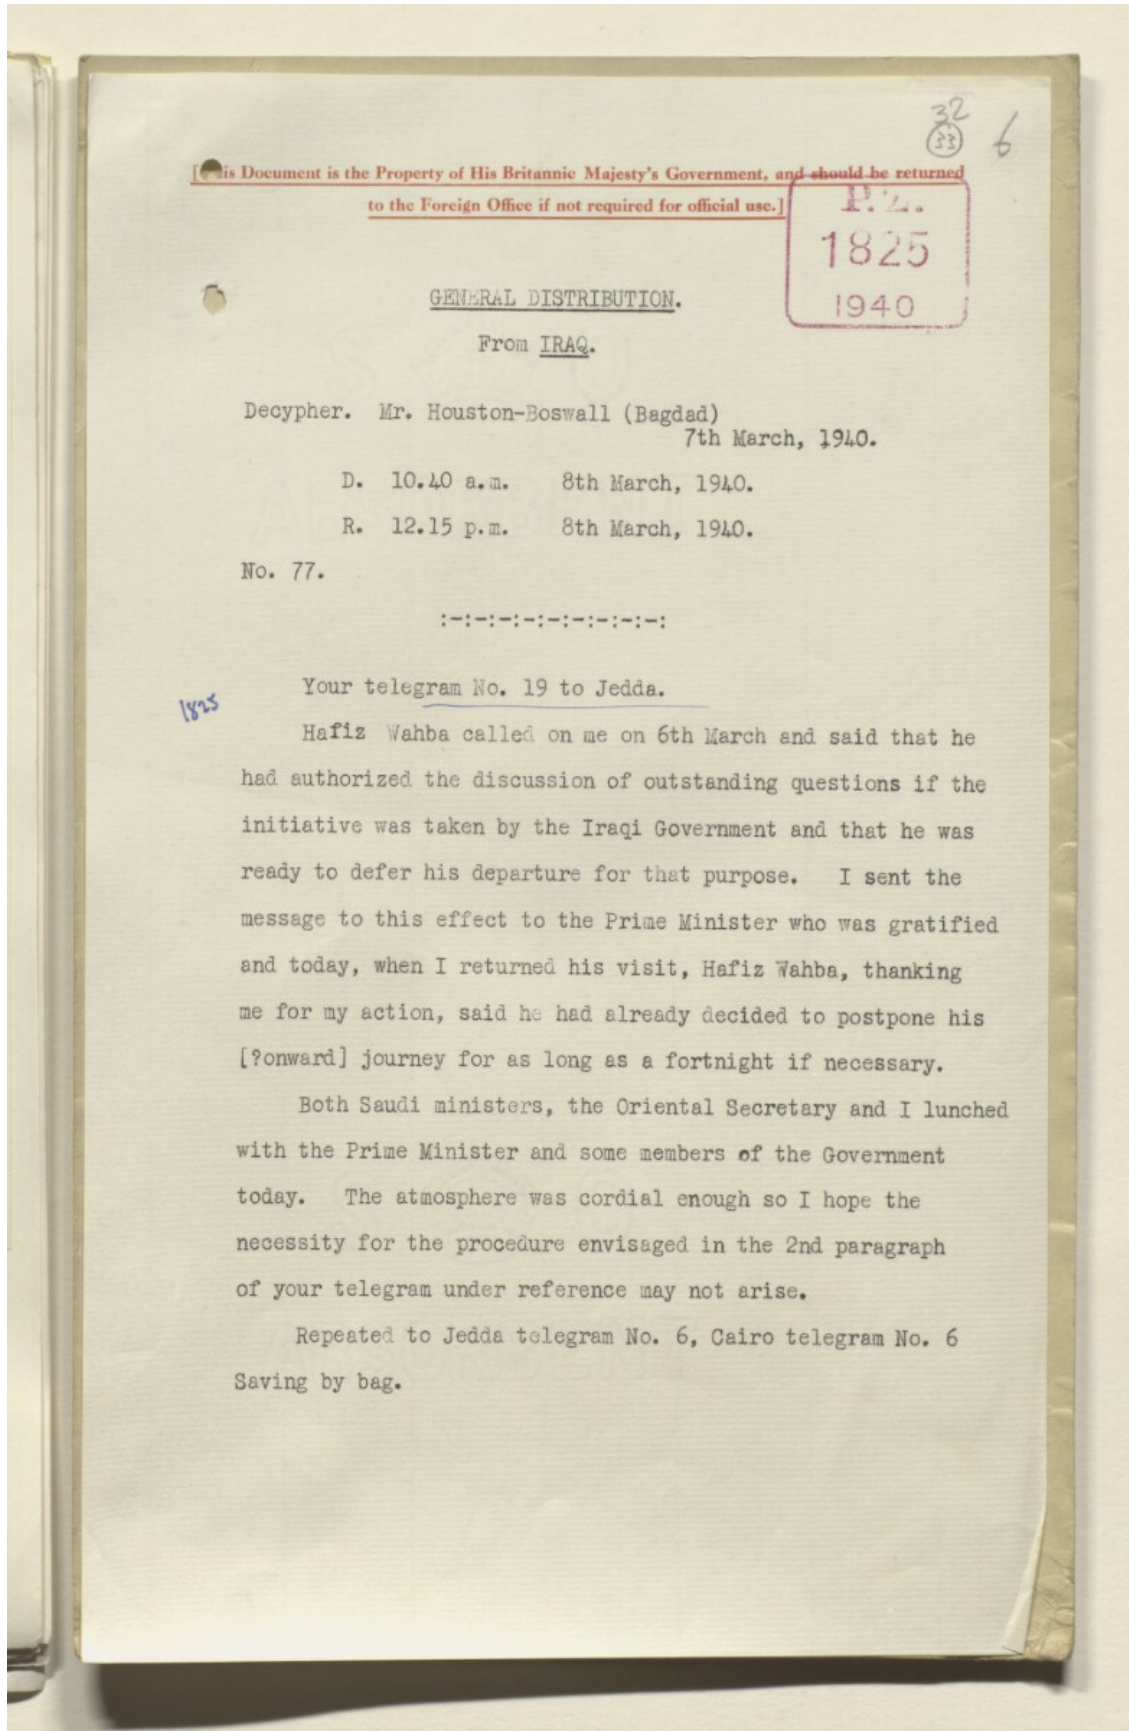 32
33
6
[This Document is the Property of His Britannic Majesty's Government, and should be returned
to the Foreign Office if not required for official use.]
P.Z.
1825
1940
GENERAL DISTRIBUTION.
From IRAQ.
Decypher. Mr. Houston-Boswall (Bagdad)
7th March, 1940.
D. 10.40 a.m. 8th March, 1940.
R. 12.15 p.m. 8th March, 1940.
No. 77.
:-:-:-:-:-:-:-:-:-:
Your telegram No. 19 to Jedda.
1825
Hafiz Wahba called on me on 6th March and said that he
had authorized the discussion of outstanding questions if the
initiative was taken by the Iraqi Government and that he was
ready to defer his departure for that purpose. I sent the
message to this effect to the Prime Minister who was gratified
and today, when I returned his visit, Hafiz Wahba, thanking
me for my action, said he had already decided to postpone his
[?onward] journey for as long as a fortnight if necessary.
Both Saudi ministers, the Oriental Secretary and I lunched
with the Prime Minister and some members of the Government
today. The atmosphere was cordial enough so I hope the
necessity for the procedure envisaged in the 2nd paragraph
of your telegram under reference may not arise.
Repeated to Jedda telegram No. 6, Cairo telegram No. 6
Saving by bag.